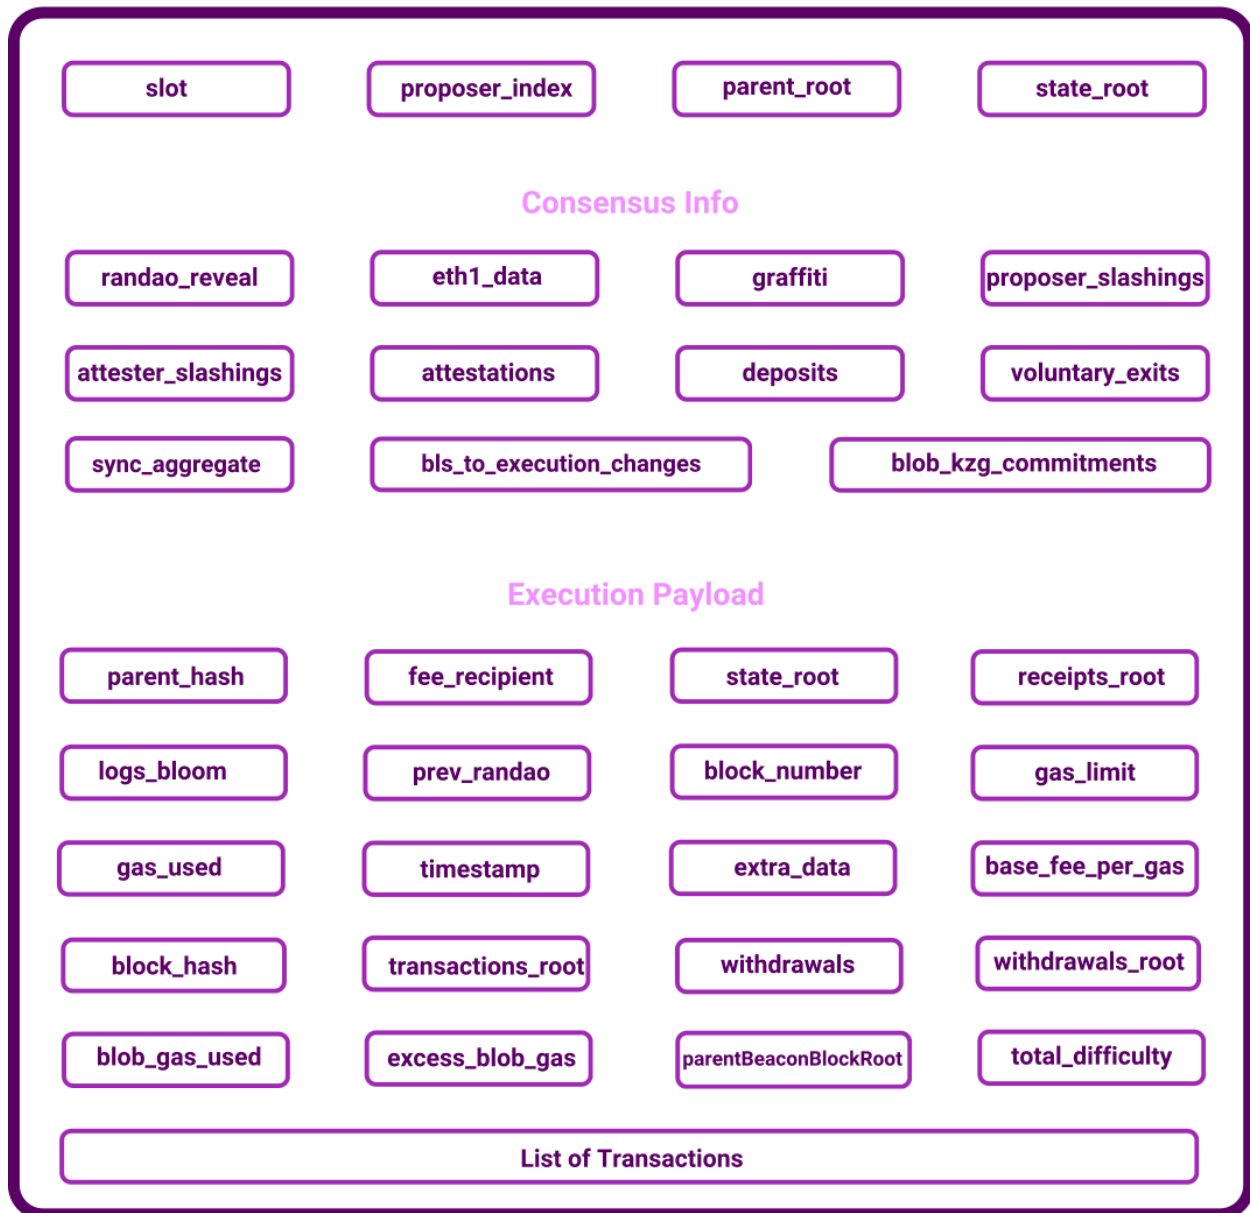 slot
proposer_index
parent_root
state_root
Consensus Info
randao_reveal
eth1_data
graffiti
proposer_slashings
attester_slashings
attestations
deposits
voluntary_exits
sync_aggregate
bls_to_execution_changes
blob_kzg_commitments
Execution Payload
parent_hash
fee_recipient
state_root
receipts_root
logs_bloom
prev_randao
block_number
gas_limit
gas_used
timestamp
extra_data
base_fee_per_gas
block_hash
transactions_root
withdrawals
withdrawals_root
blob_gas_used
excess_blob_gas
parentBeaconBlockRoot
total_difficulty
List of Transactions